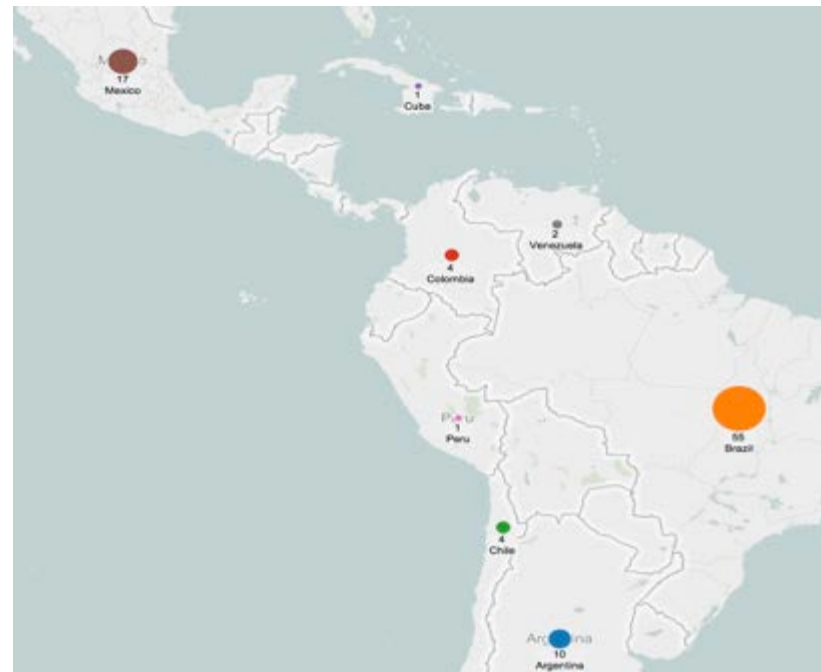 17
Mexico
1
Cuba
2
Venezuela
4
Colombia
1
Peru
55
Brazil
4
Chile
10
Argentina